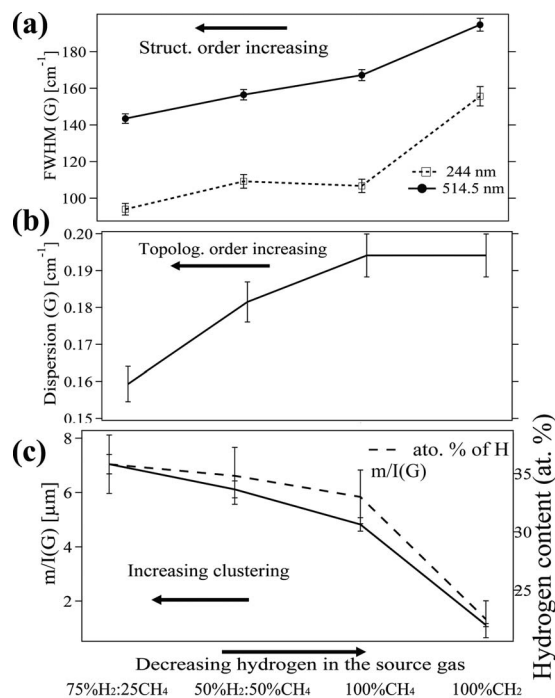 (a)
Struct. order increasing
FWHM (G) [cm⁻¹]
180
160
140
120
100
244 nm
514.5 nm
(b)
Topolog. order increasing
Dispersion (G) [cm⁻¹]
0.20
0.19
0.18
0.17
0.16
0.15
(c)
ato. % of H
m/I(G)
m/I(G) [µm]
8
6
4
2
Hydrogen content (at. %)
35
30
25
Increasing clustering
Decreasing hydrogen in the source gas
75%H₂:25CH₄ 50%H₂:50%CH₄ 100%CH₄ 100%CH₂